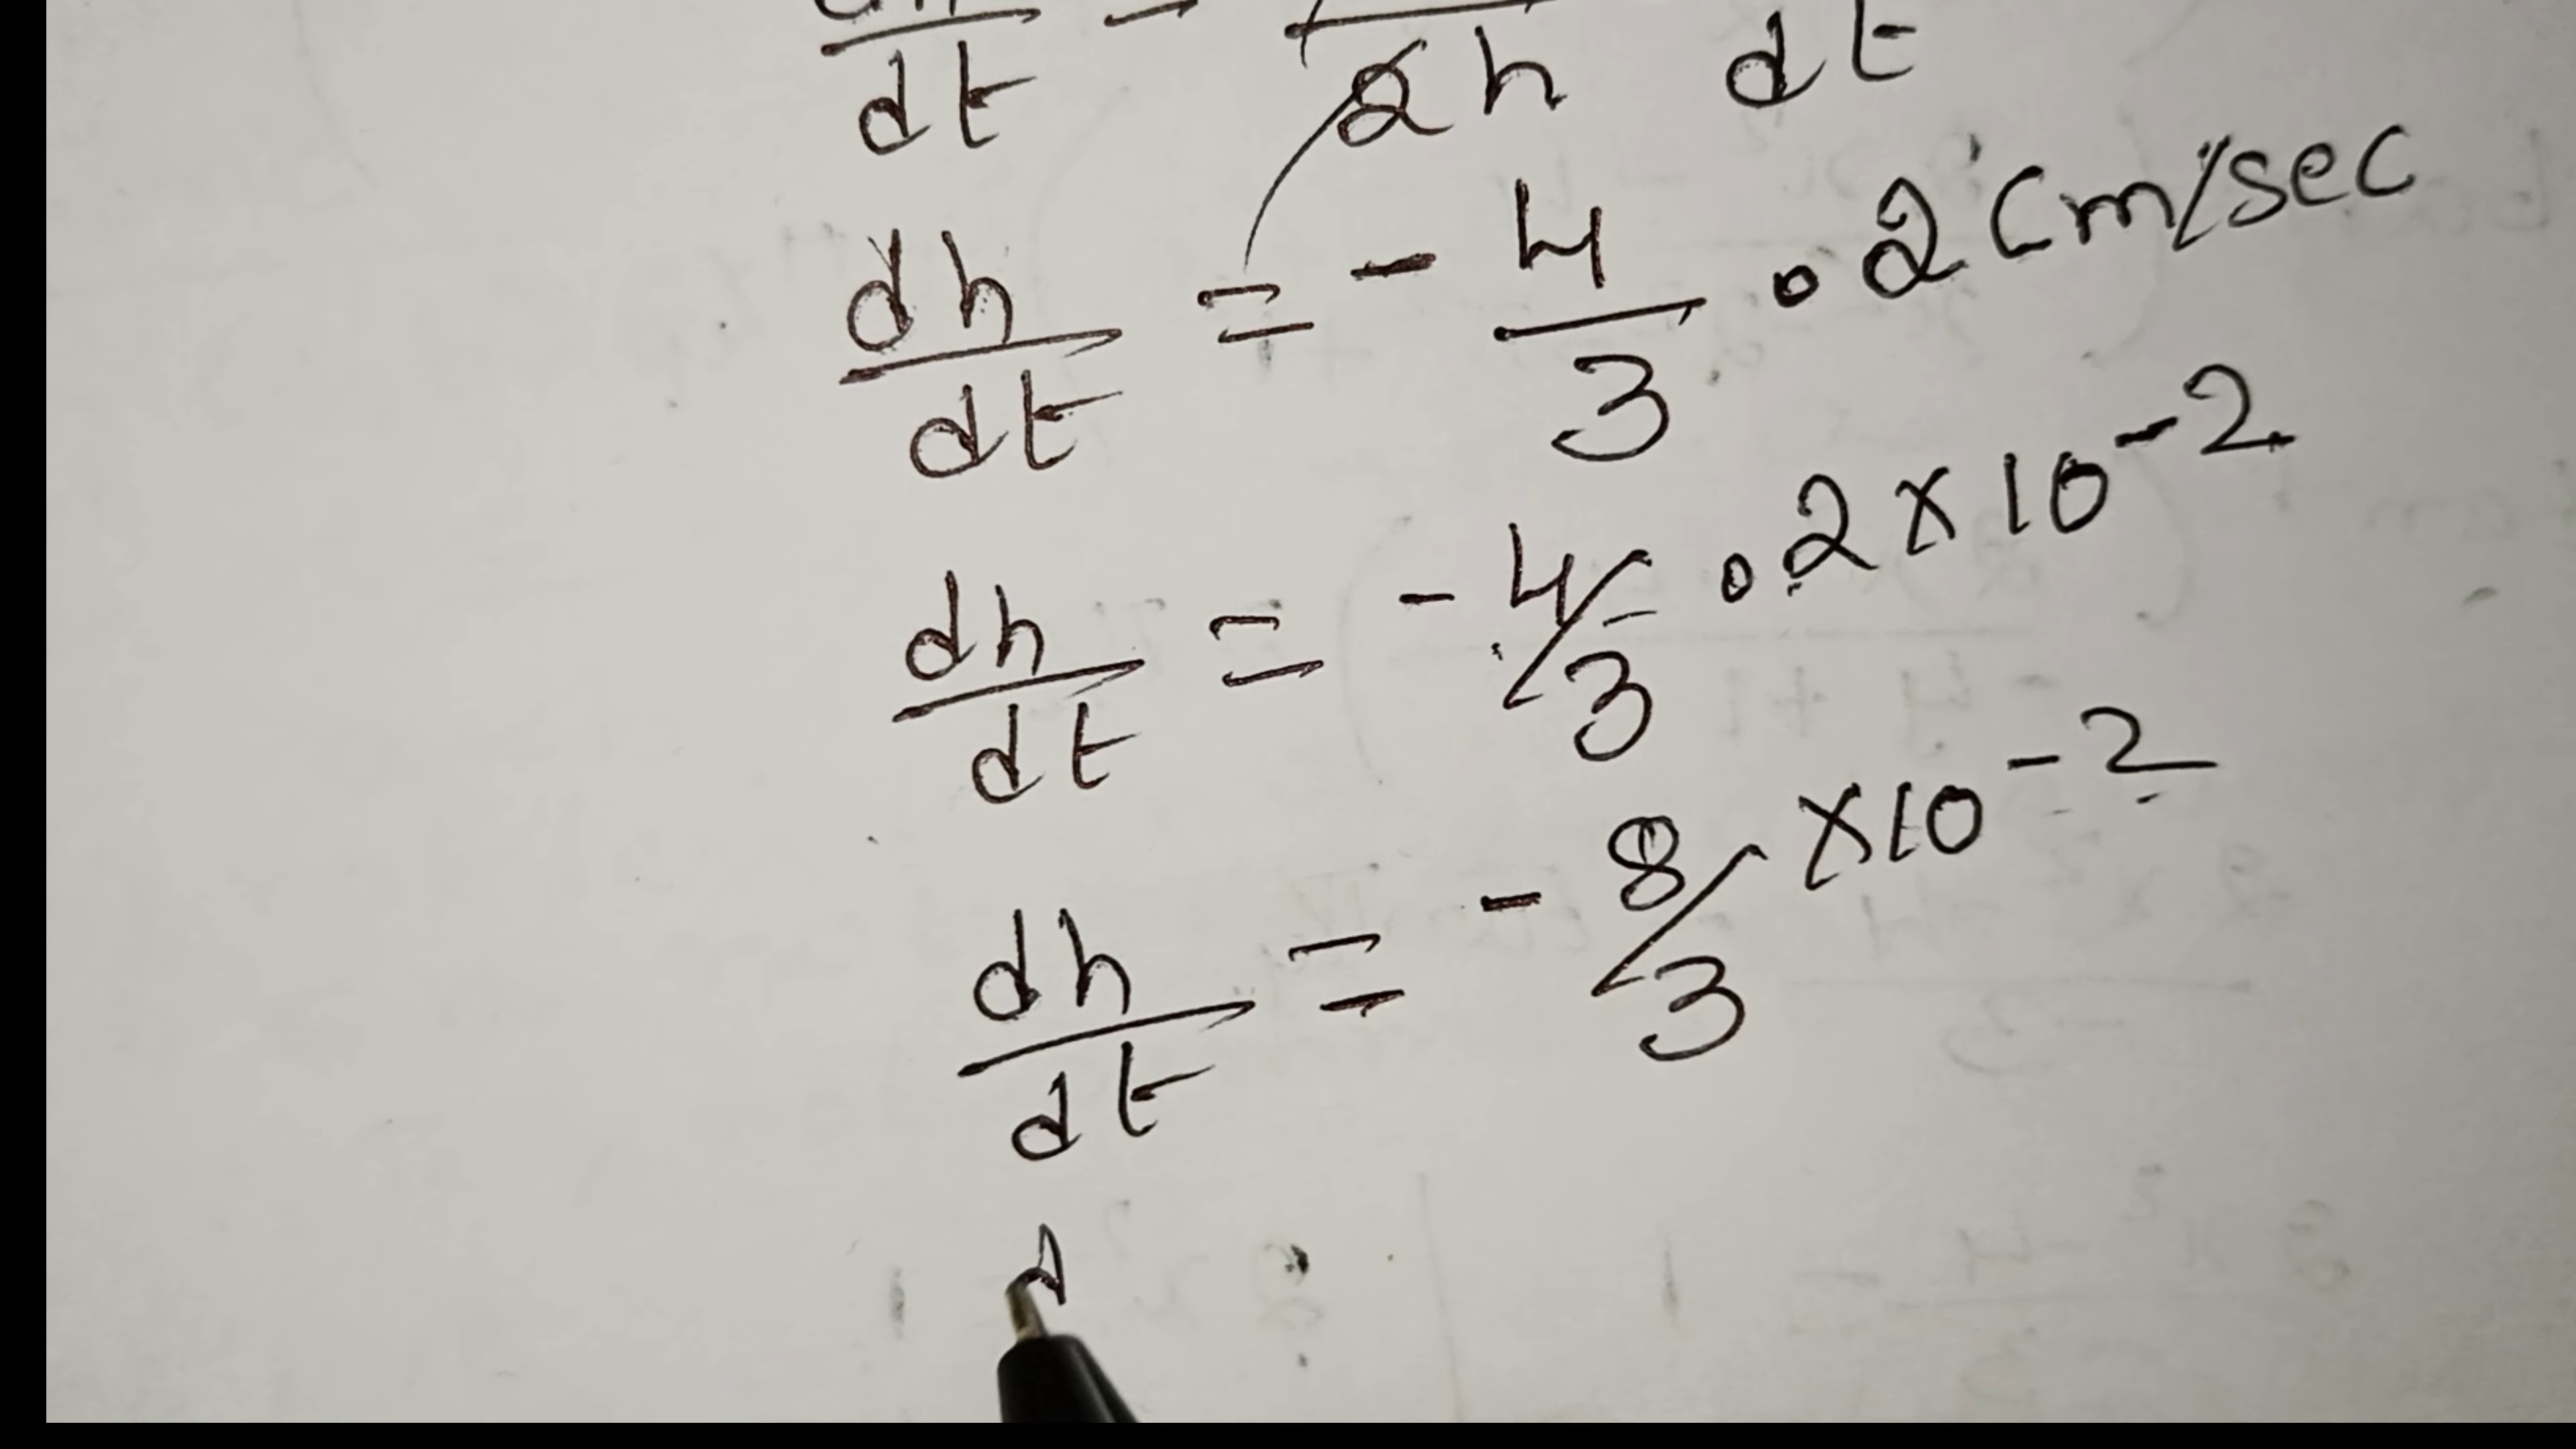 dh/dt = - /2h dt
dh/dt = - 4/3 . 2 cm/sec
dh/dt = - 4/3 . 2 × 10^-2
dh/dt = - 8/3 × 10^-2
d